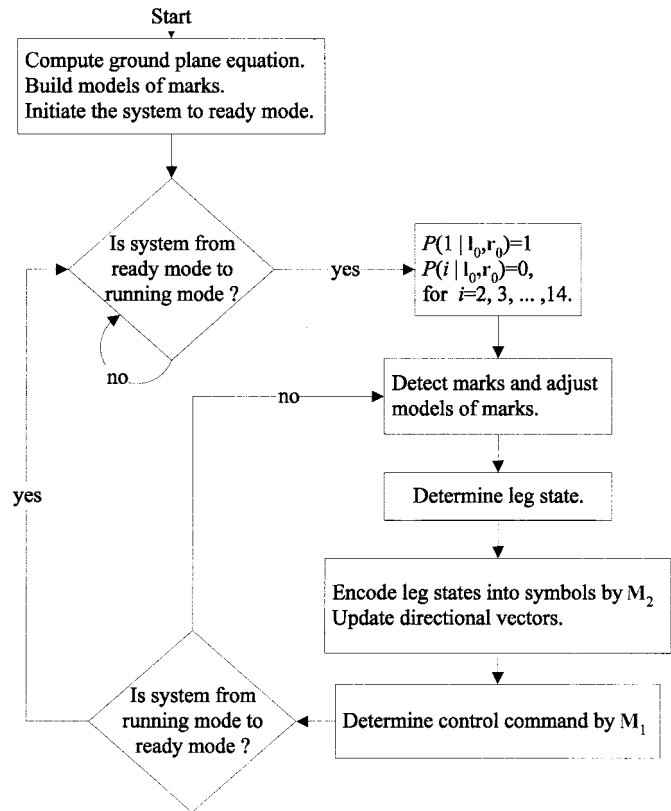 Start
Compute ground plane equation.
Build models of marks.
Initiate the system to ready mode.
Is system from
ready mode to
running mode ?
yes
no
P(1 | l₀,r₀)=1
P(i | l₀,r₀)=0,
for i=2, 3, ... ,14.
Detect marks and adjust
models of marks.
no
Determine leg state.
yes
Encode leg states into symbols by M₂
Update directional vectors.
Determine control command by M₁
Is system from
running mode to
ready mode ?